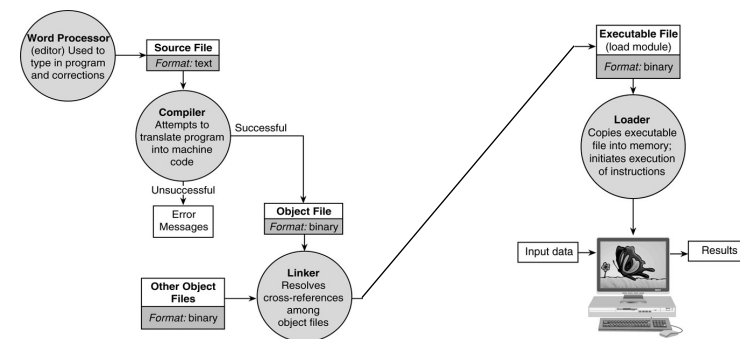 Word Processor
(editor) Used to
type in program
and corrections
Source File
Format: text
Compiler
Attempts to
translate program
into machine
code
Successful
Unsuccessful
Error
Messages
Object File
Format: binary
Other Object
Files
Format: binary
Linker
Resolves
cross-references
among
object files
Executable File
(load module)
Format: binary
Loader
Copies executable
file into memory;
initiates execution
of instructions
Input data
Results